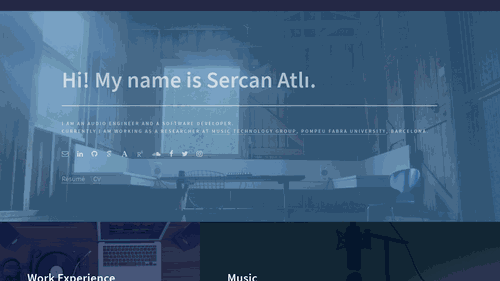 Hi! My name is Sercan Atlı.
I AM AN AUDIO ENGINEER AND A SOFTWARE DEVELOPER.
CURRENTLY I AM WORKING AS A RESEARCHER AT MUSIC TECHNOLOGY GROUP, POMPEU FABRA UNIVERSITY, BARCELONA.
Resume CV
Work Experience Music